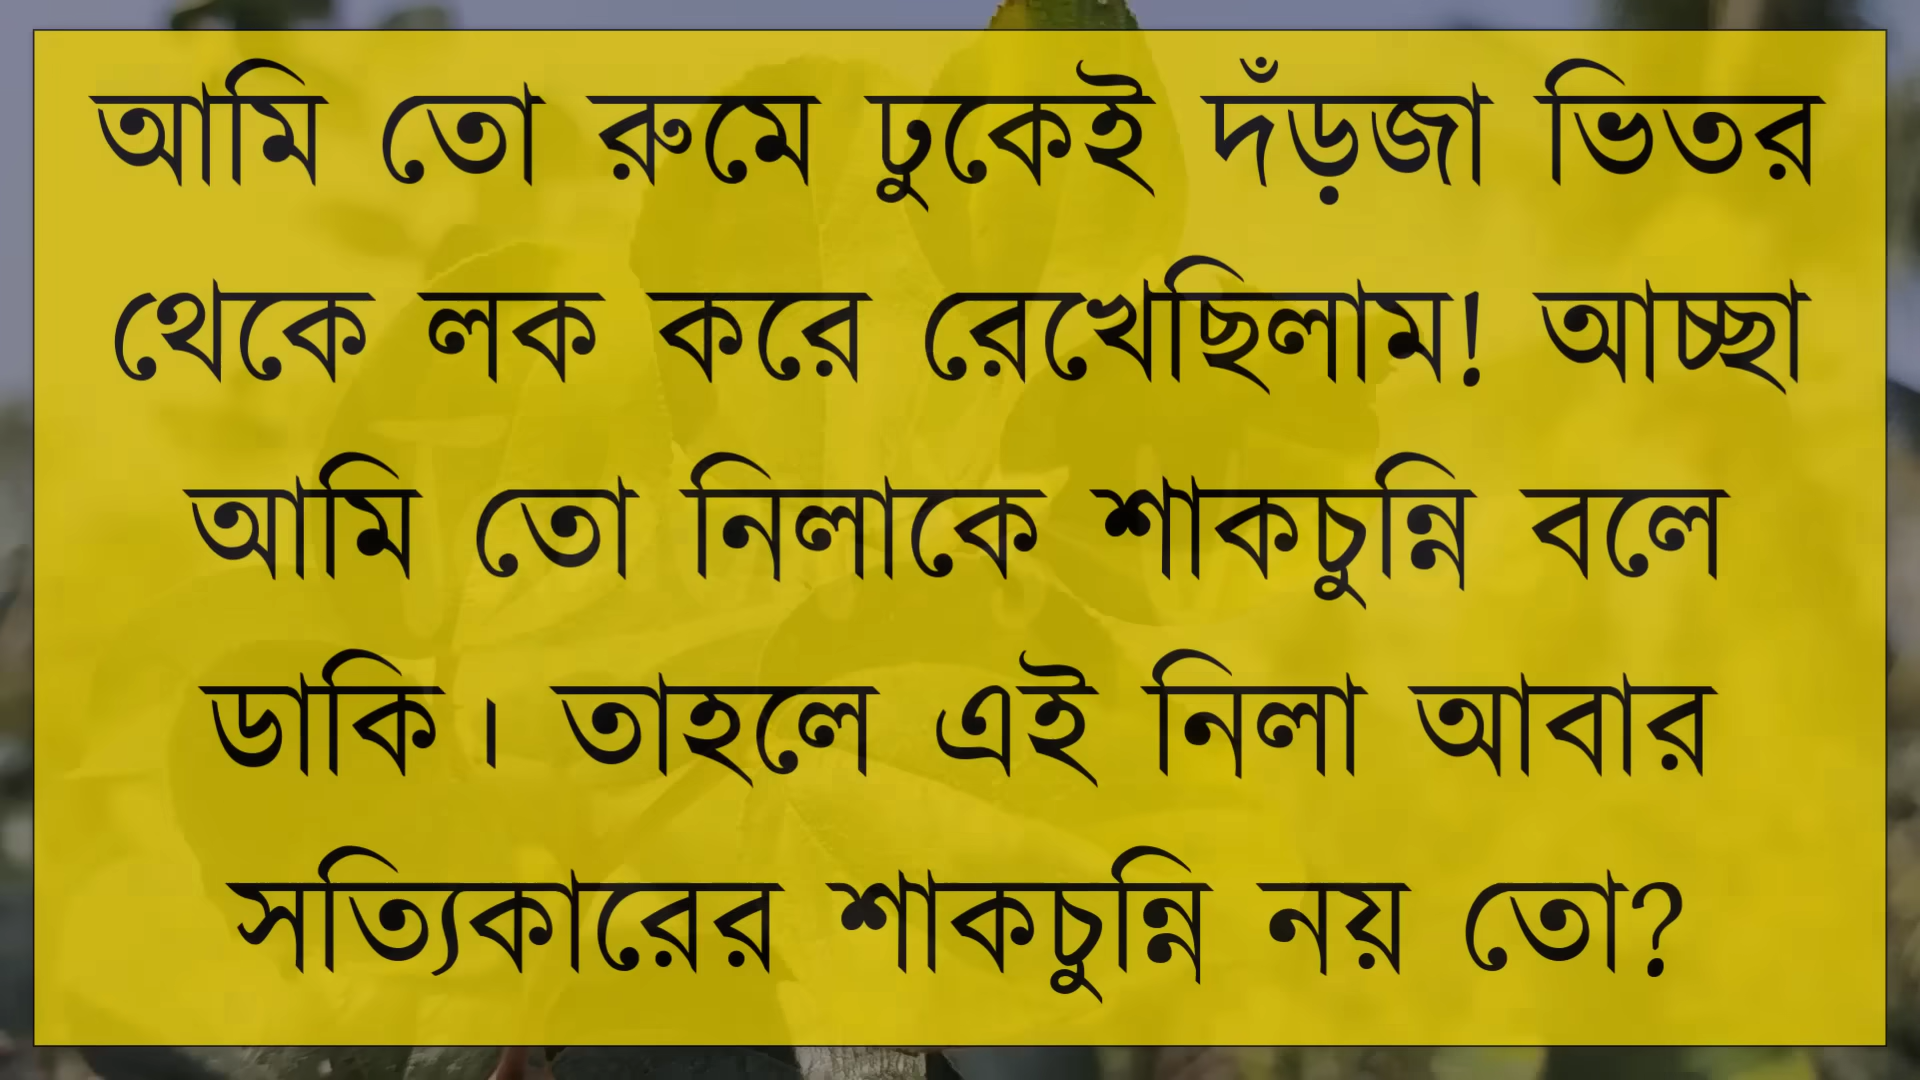 আমি তো রুমে ঢুকেই দঁড়জা ভিতর
থেকে লক করে রেখেছিলাম! আচ্ছা
আমি তো নিলাকে শাকচুন্নি বলে
ডাকি। তাহলে এই নিলা আবার
সত্যিকারের শাকচুন্নি নয় তো?